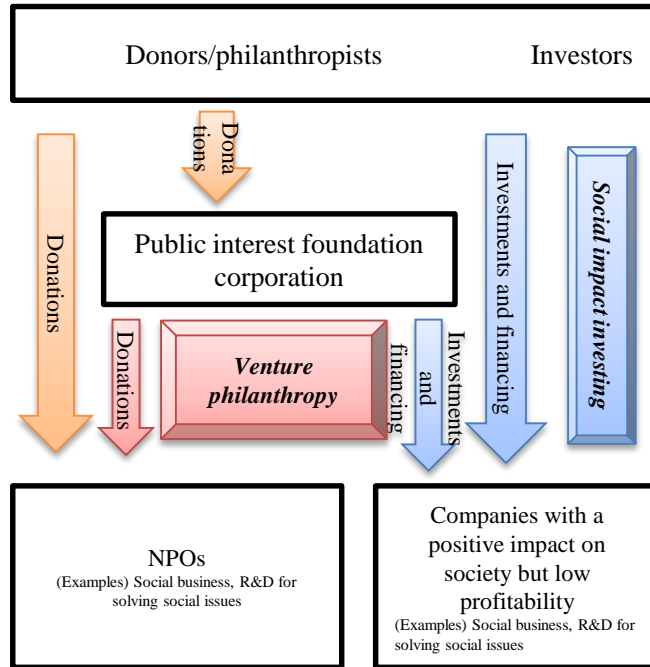 Donors/philanthropists
Investors
Dona
tions
Donations
Investments and financing
Social impact investing
Public interest foundation
corporation
Donations
Venture
philanthropy
Investments
and
financing
NPOs
(Examples) Social business, R&D for
solving social issues
Companies with a
positive impact on
society but low
profitability
(Examples) Social business, R&D for
solving social issues